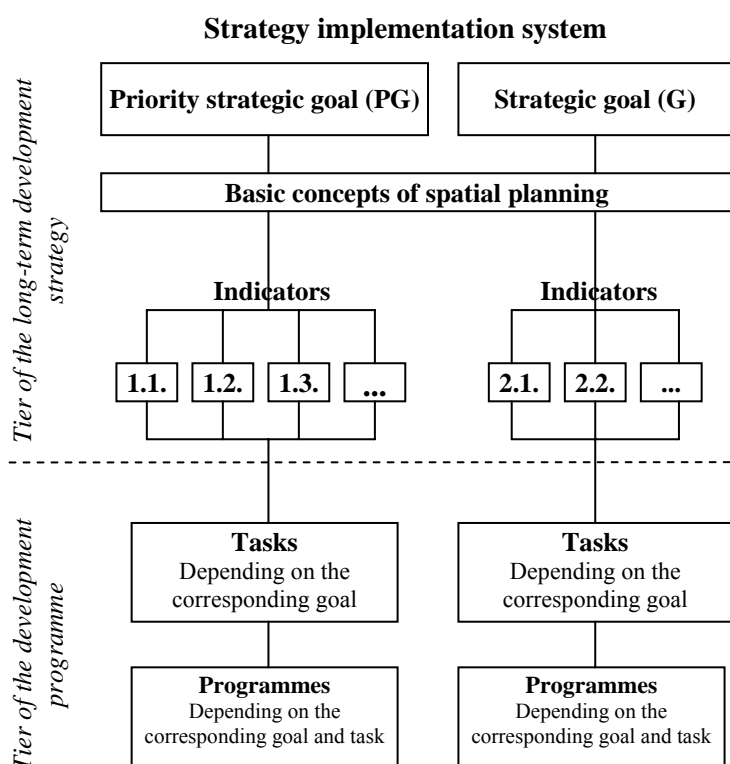 Strategy implementation system
Tier of the long-term development
strategy
Priority strategic goal (PG)
Strategic goal (G)
Basic concepts of spatial planning
Indicators
Indicators
1.1.
1.2.
1.3.
...
2.1.
2.2.
...
Tier of the development
programme
Tasks
Depending on the
corresponding goal
Tasks
Depending on the
corresponding goal
Programmes
Depending on the
corresponding goal and task
Programmes
Depending on the
corresponding goal and task